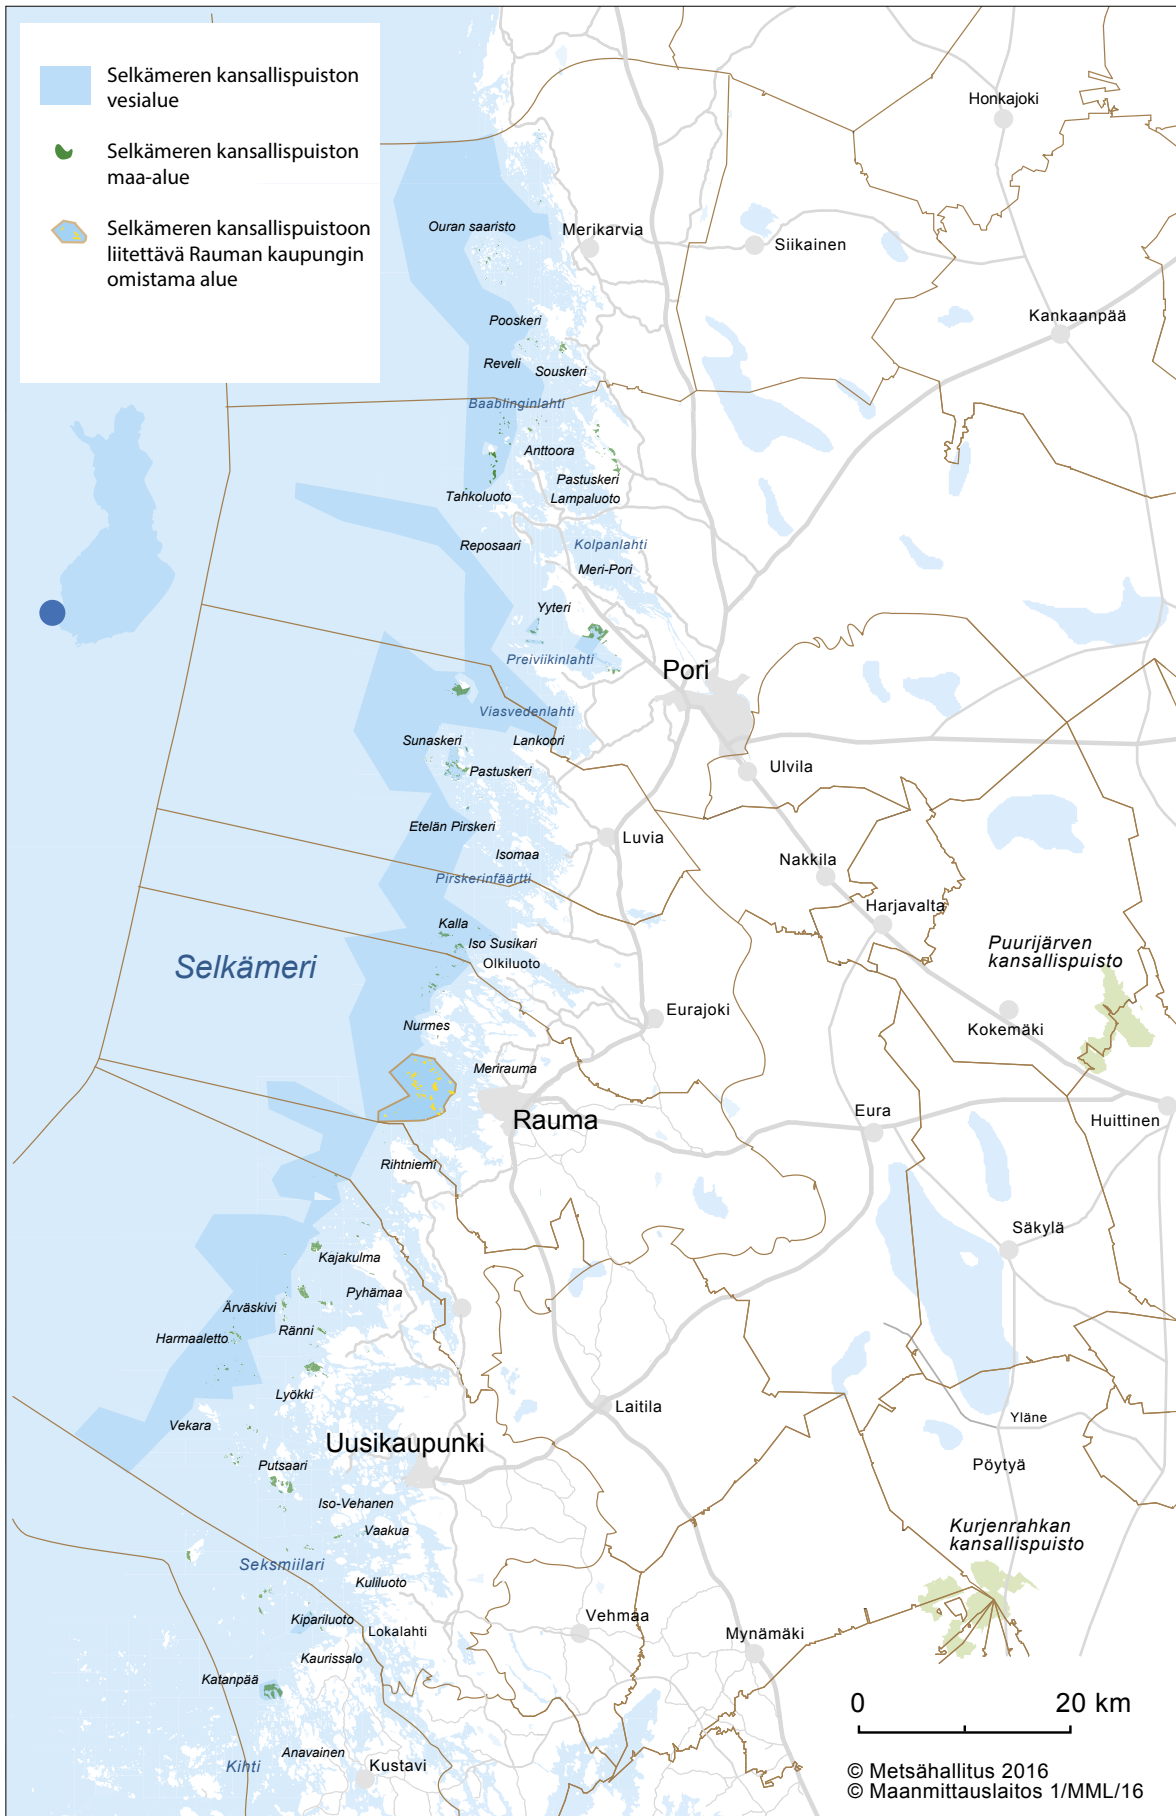 Selkämeren kansallispuiston
vesialue
Selkämeren kansallispuiston
maa-alue
Selkämeren kansallispuistoon
liitettävä Rauman kaupungin
omistama alue
Honkajoki
Ouran saaristo
Merikarvia
Siikainen
Pooskeri
Kankaanpää
Reveli
Souskeri
Baablinginlahti
Anttoora
Pastuskeri
Tahkoluoto
Lampaluoto
Reposaari
Kolpanlahti
Meri-Pori
Yyteri
Preiviikinlahti
Pori
Viasvedenlahti
Sunaskeri
Lankoori
Pastuskeri
Ulvila
Etelän Pirskeri
Luvia
Isomaa
Nakkila
Pirskerinfäärtti
Harjavalta
Kalla
Iso Susikari
Puurijärven
kansallispuisto
Selkämeri
Olkiluoto
Eurajoki
Kokemäki
Nurmes
Merirauma
Rauma
Eura
Huittinen
Rihtniemi
Säkylä
Kajakulma
Pyhämaa
Ärväskivi
Ränni
Harmaaletto
Lyökki
Laitila
Vekara
Yläne
Uusikaupunki
Putsaari
Pöytyä
Iso-Vehanen
Vaakua
Kurjenrahkan
kansallispuisto
Seksmiilari
Kuliluoto
Kipariluoto
Lokalahti
Vehmaa
Mynämäki
Kaurissalo
Katanpää
0 20 km
Anavainen
Kihti
Kustavi
© Metsähallitus 2016
© Maanmittauslaitos 1/MML/16